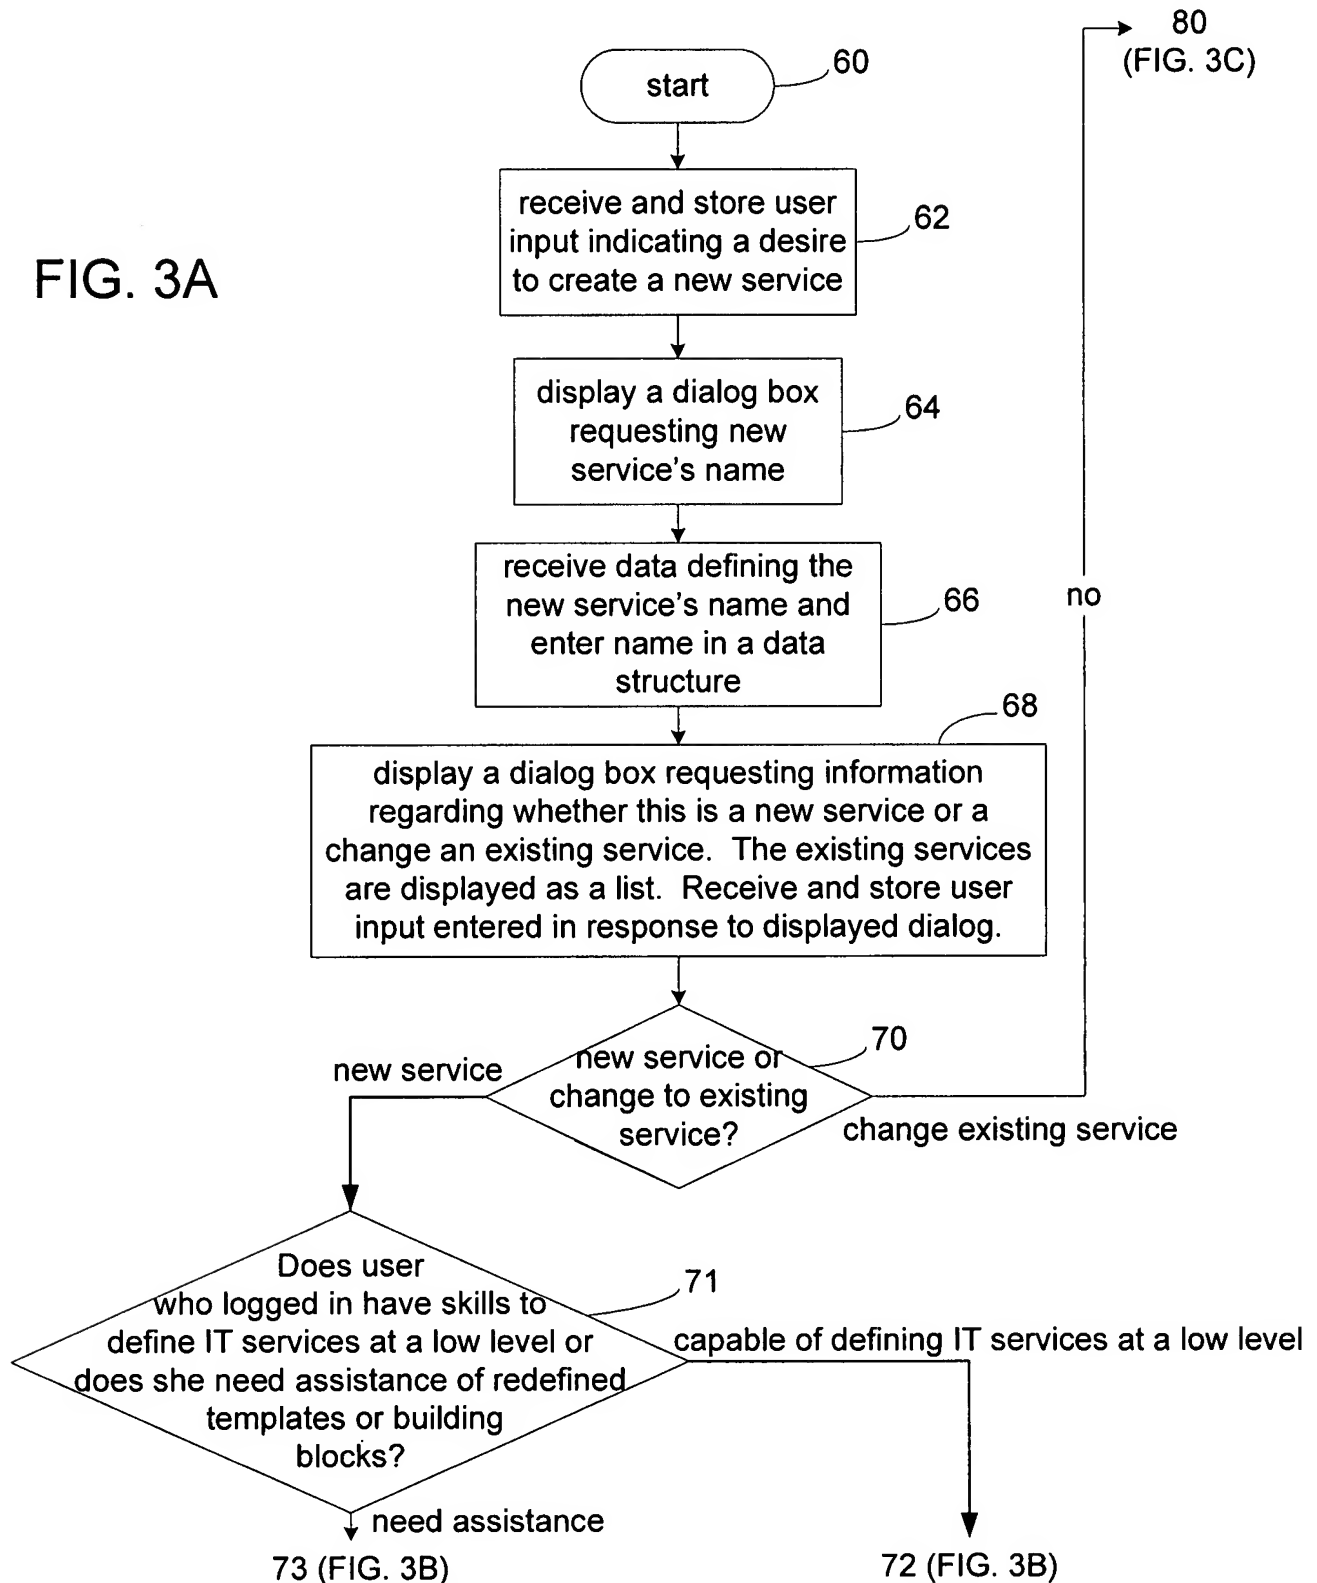 80
(FIG. 3C)
start
60
receive and store user
input indicating a desire
to create a new service
62
FIG. 3A
display a dialog box
requesting new
service's name
64
receive data defining the
new service's name and
enter name in a data
structure
66
no
68
display a dialog box requesting information
regarding whether this is a new service or a
change an existing service.  The existing services
are displayed as a list.  Receive and store user
input entered in response to displayed dialog.
70
new service or
change to existing
service?
new service
change existing service
Does user
who logged in have skills to
define IT services at a low level or
does she need assistance of redefined
templates or building
blocks?
71
capable of defining IT services at a low level
need assistance
73 (FIG. 3B)
72 (FIG. 3B)